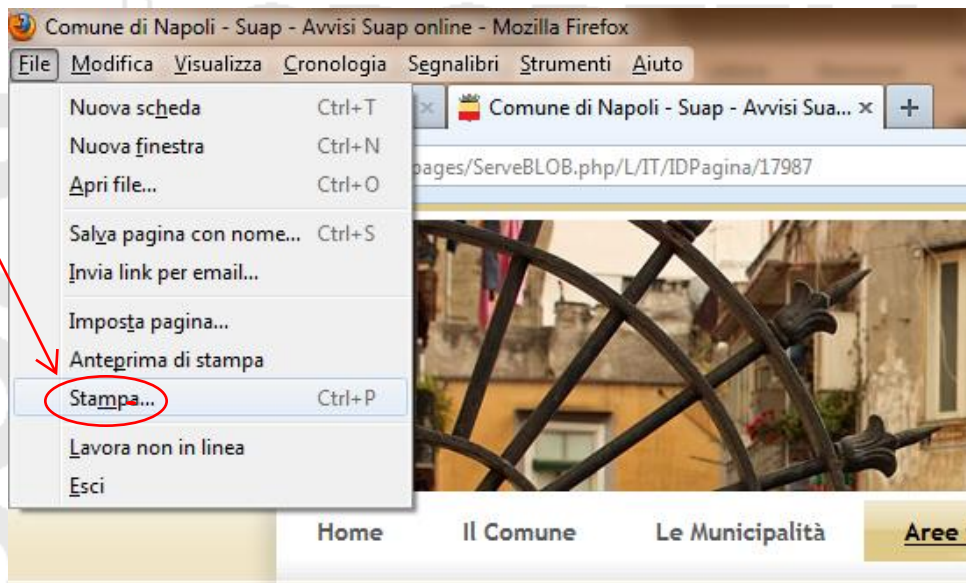 Comune di Napoli - Suap - Avvisi Suap online - Mozilla Firefox
File Modifica Visualizza Cronologia Segnalibri Strumenti Aiuto
Nuova scheda Ctrl+T
Comune di Napoli - Suap - Avvisi Sua... × +
Nuova finestra Ctrl+N
pages/ServeBLOB.php/L/IT/IDPagina/17987
Apri file... Ctrl+O
Salva pagina con nome... Ctrl+S
Invia link per email...
Imposta pagina...
Anteprima di stampa
Stampa... Ctrl+P
Lavora non in linea
Esci
Home Il Comune Le Municipalità Aree